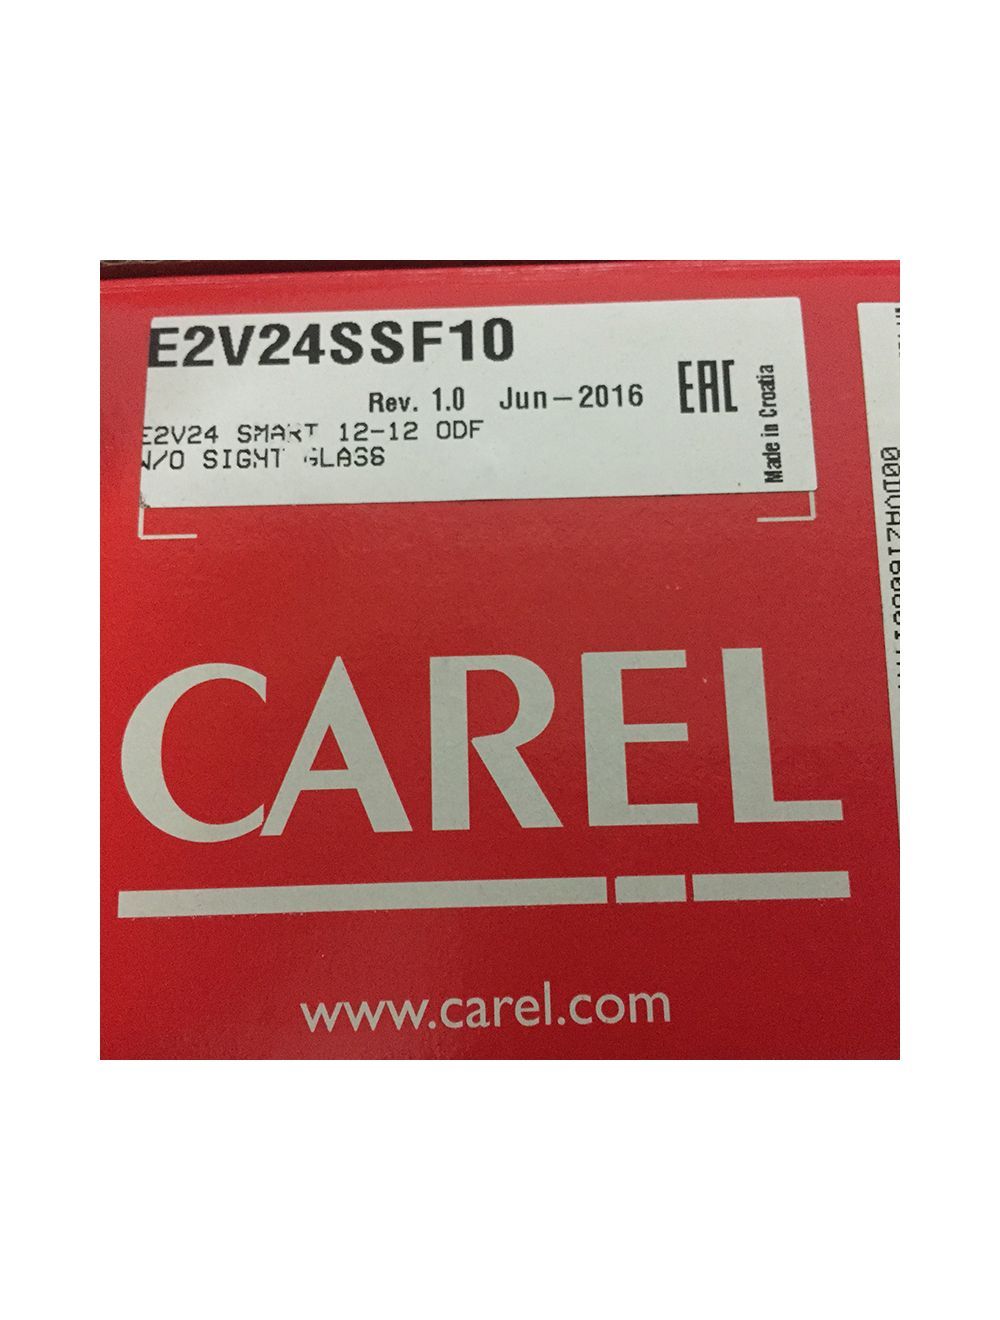 E2V24SSF10
Rev. 1.0 Jun-2016
EAC
Made in Croatia
E2V24 SMART 12-12 ODF
W/O SIGHT GLASS
CAREL
www.carel.com